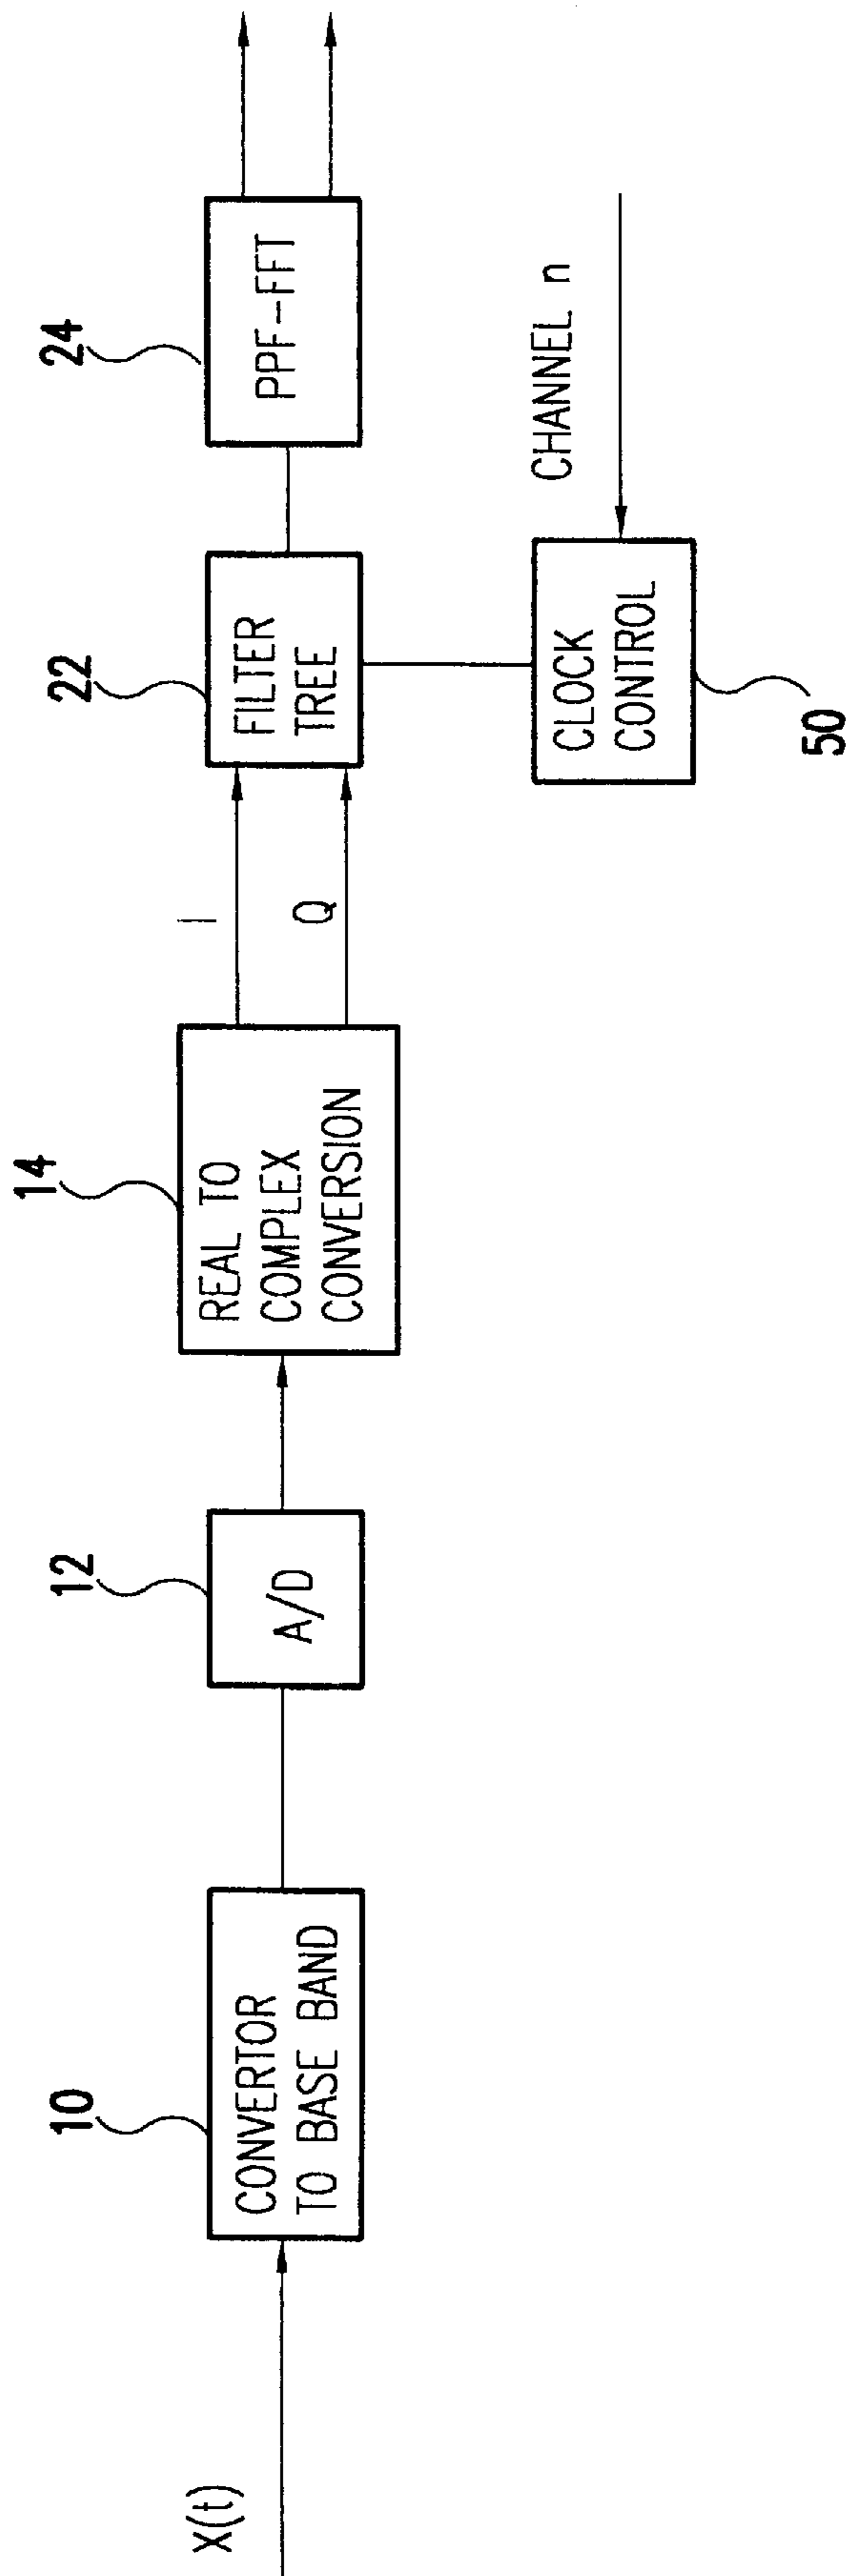 X(t)
10
CONVERTOR
TO BASE BAND
12
A/D
14
REAL TO
COMPLEX
CONVERSION
I
Q
22
FILTER
TREE
24
PPF-FFT
CHANNEL n
CLOCK
CONTROL
50